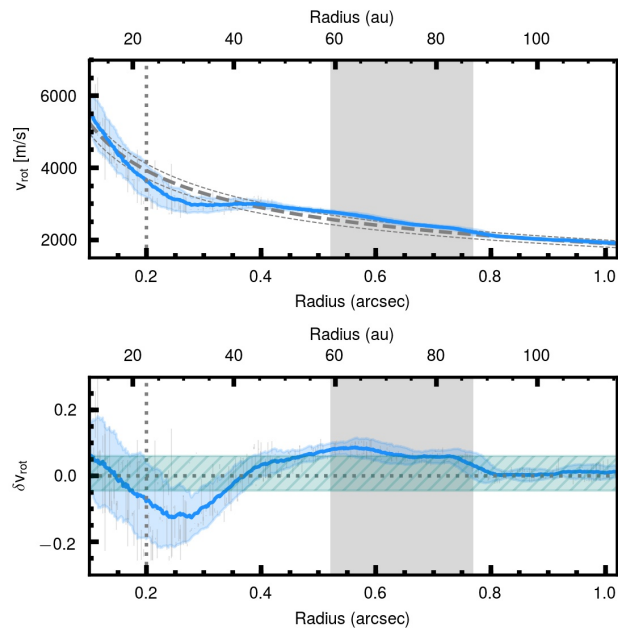 Radius (au)
20 40 60 80 100
6000
4000
2000
v_rot [m/s]
0.2 0.4 0.6 0.8 1.0
Radius (arcsec)
Radius (au)
20 40 60 80 100
0.2
0.0
−0.2
δv_rot
0.2 0.4 0.6 0.8 1.0
Radius (arcsec)